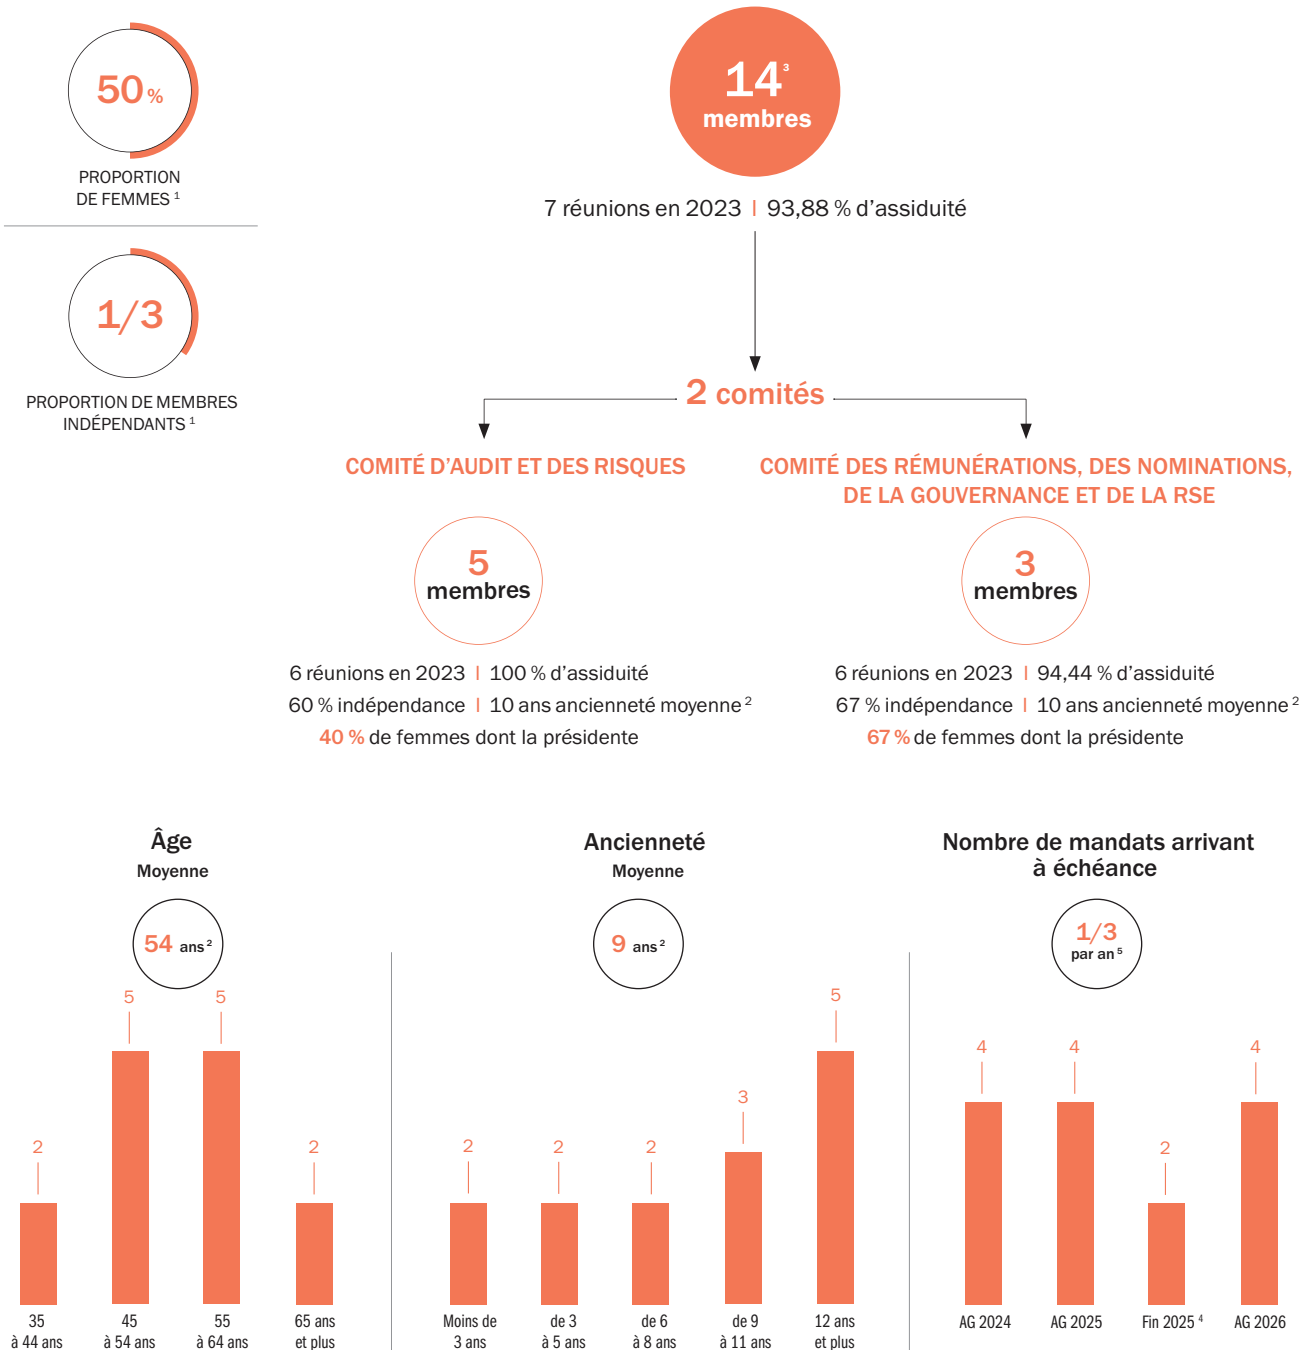 50 %
PROPORTION
DE FEMMES 1
1/3
PROPORTION DE MEMBRES
INDÉPENDANTS 1
14 3
membres
7 réunions en 2023 | 93,88 % d’assiduité
2 comités
COMITÉ D’AUDIT ET DES RISQUES
5
membres
6 réunions en 2023 | 100 % d’assiduité
60 % indépendance | 10 ans ancienneté moyenne 2
40 % de femmes dont la présidente
COMITÉ DES RÉMUNÉRATIONS, DES NOMINATIONS,
DE LA GOUVERNANCE ET DE LA RSE
3
membres
6 réunions en 2023 | 94,44 % d’assiduité
67 % indépendance | 10 ans ancienneté moyenne 2
67 % de femmes dont la présidente
Âge
Moyenne
54 ans 2
2
5
5
2
35
à 44 ans
45
à 54 ans
55
à 64 ans
65 ans
et plus
Ancienneté
Moyenne
9 ans 2
2
2
2
3
5
Moins de
3 ans
de 3
à 5 ans
de 6
à 8 ans
de 9
à 11 ans
12 ans
et plus
Nombre de mandats arrivant
à échéance
1/3
par an 5
4
4
2
4
AG 2024
AG 2025
Fin 2025 4
AG 2026